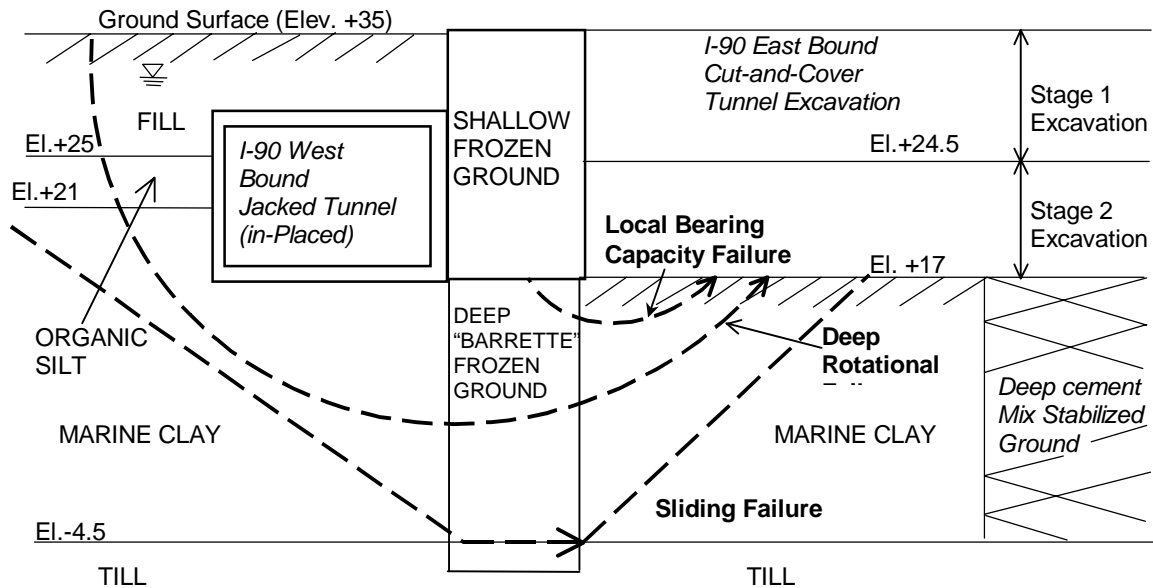 Ground Surface (Elev. +35)
FILL
El.+25
El.+21
I-90 West
Bound
Jacked Tunnel
(in-Placed)
ORGANIC
SILT
MARINE CLAY
El.-4.5
TILL
SHALLOW
FROZEN
GROUND
DEEP
“BARRETTE”
FROZEN
GROUND
I-90 East Bound
Cut-and-Cover
Tunnel Excavation
El.+24.5
Stage 1
Excavation
Stage 2
Excavation
Local Bearing
Capacity Failure
El. +17
Deep
Rotational
MARINE CLAY
Deep cement
Mix Stabilized
Ground
Sliding Failure
TILL